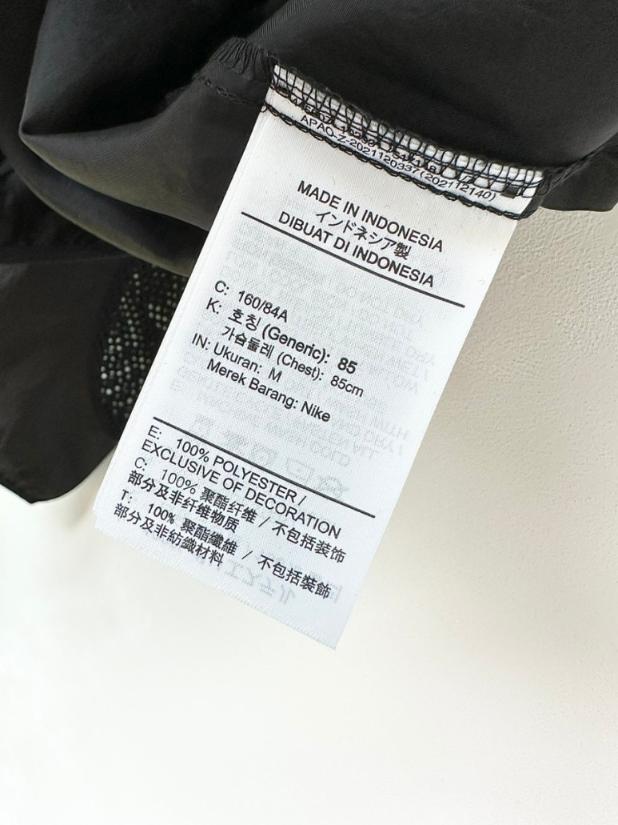 APAQ-Z-2021120337(202112140)
MADE IN INDONESIA
インドネシア製
DIBUAT DI INDONESIA
C: 160/84A
K: 호칭 (Generic): 85
가슴둘레 (Chest): 85cm
IN: Ukuran: M
Merek Barang: Nike
E: 100% POLYESTER /
EXCLUSIVE OF DECORATION
C: 100% 聚酯纤维 / 不包括装饰
部分及非纤维物质
T: 100% 聚酯纖維 / 不包括裝飾
部分及非紡織材料